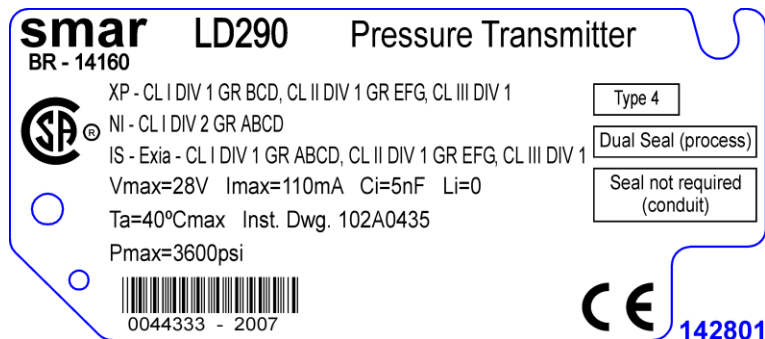 smar LD290 Pressure Transmitter
BR - 14160
XP - CL I DIV 1 GR BCD, CL II DIV 1 GR EFG, CL III DIV 1
Type 4
SA ®
NI - CL I DIV 2 GR ABCD
Dual Seal (process)
IS - Exia - CL I DIV 1 GR ABCD, CL II DIV 1 GR EFG, CL III DIV 1
Vmax=28V Imax=110mA Ci=5nF Li=0
Seal not required
(conduit)
Ta=40ºCmax Inst. Dwg. 102A0435
Pmax=3600psi
0044333 - 2007
CE
142801